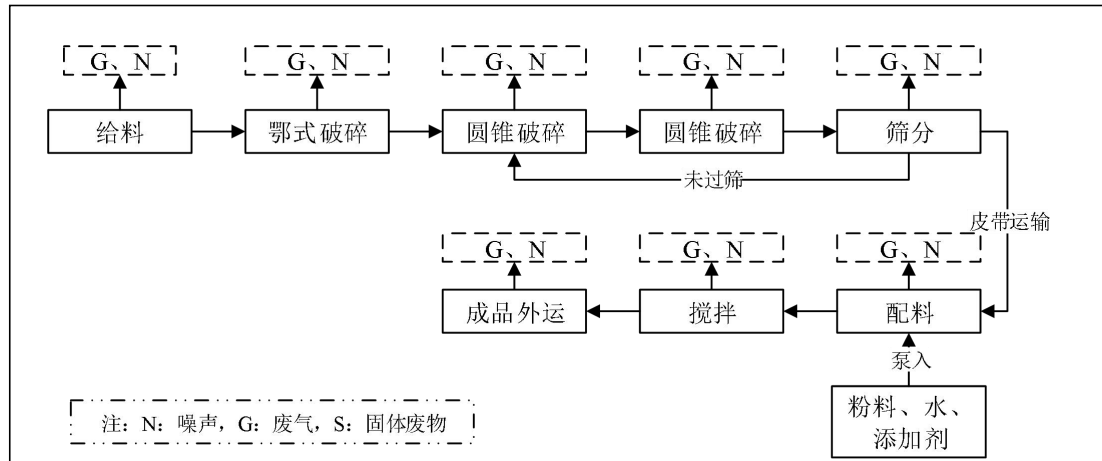 G、N
G、N
G、N
G、N
G、N
给料
鄂式破碎
圆锥破碎
圆锥破碎
筛分
未过筛
皮带运输
G、N
G、N
G、N
成品外运
搅拌
配料
泵入
粉料、水、
添加剂
注：N：噪声，G：废气，S：固体废物